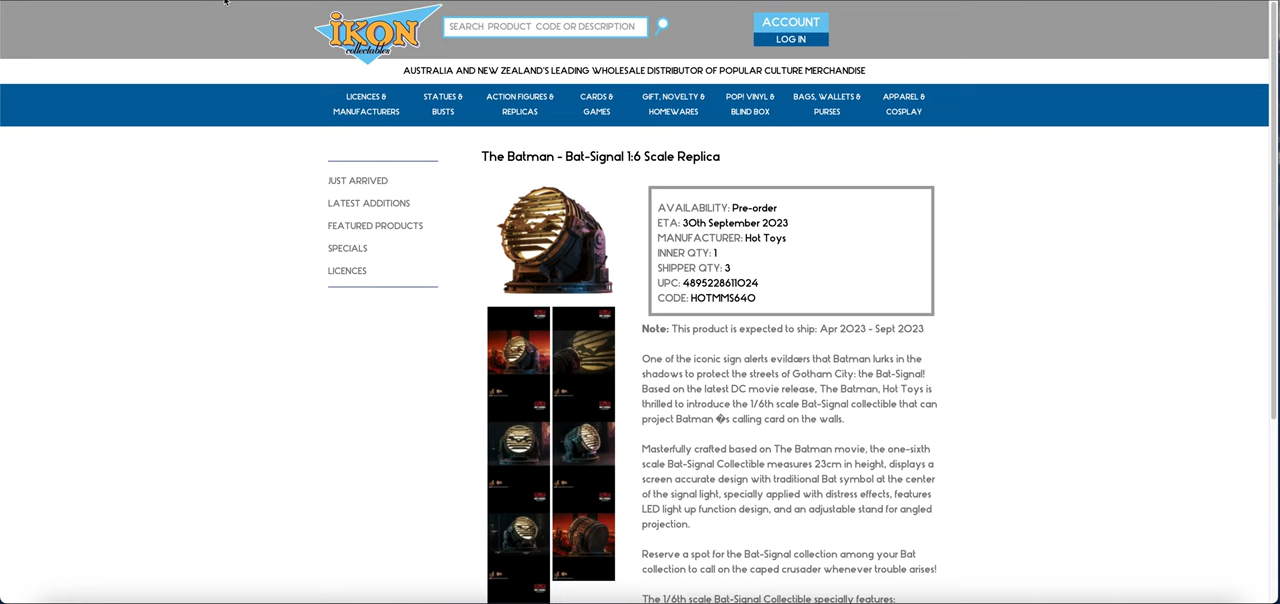 iKON
collectables
SEARCH PRODUCT CODE OR DESCRIPTION
ACCOUNT
LOG IN
AUSTRALIA AND NEW ZEALAND'S LEADING WHOLESALE DISTRIBUTOR OF POPULAR CULTURE MERCHANDISE
LICENCES &
MANUFACTURERS
STATUES &
BUSTS
ACTION FIGURES &
REPLICAS
CARDS &
GAMES
GIFT, NOVELTY &
HOMEWARES
POP! VINYL &
BLIND BOX
BAGS, WALLETS &
PURSES
APPAREL &
COSPLAY
JUST ARRIVED
LATEST ADDITIONS
FEATURED PRODUCTS
SPECIALS
LICENCES
The Batman - Bat-Signal 1:6 Scale Replica
AVAILABILITY: Pre-order
ETA: 30th September 2023
MANUFACTURER: Hot Toys
INNER QTY: 1
SHIPPER QTY: 3
UPC: 4895228611024
CODE: HOTMMS640
Note: This product is expected to ship: Apr 2023 - Sept 2023
One of the iconic sign alerts evildœrs that Batman lurks in the
shadows to protect the streets of Gotham City: the Bat-Signal!
Based on the latest DC movie release, The Batman, Hot Toys is
thrilled to introduce the 1/6th scale Bat-Signal collectible that can
project Batman �s calling card on the walls.
Masterfully crafted based on The Batman movie, the one-sixth
scale Bat-Signal Collectible measures 23cm in height, displays a
screen accurate design with traditional Bat symbol at the center
of the signal light, specially applied with distress effects, features
LED light up function design, and an adjustable stand for angled
projection.
Reserve a spot for the Bat-Signal collection among your Bat
collection to call on the caped crusader whenever trouble arises!
The 1/6th scale Bat-Signal Collectible specially features: